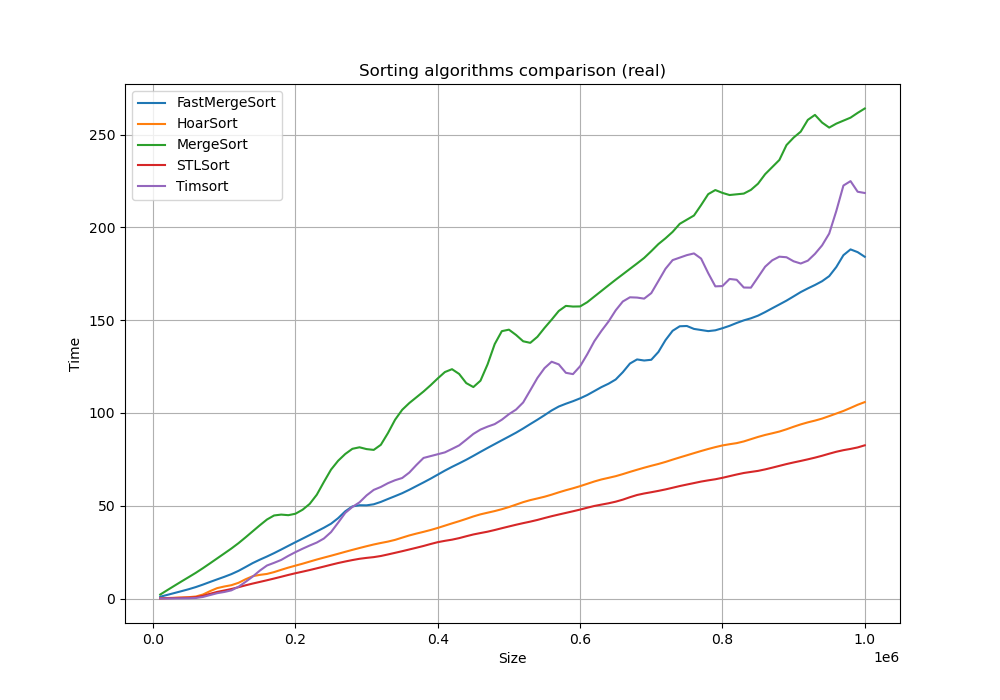 Sorting algorithms comparison (real)
FastMergeSort
HoarSort
MergeSort
STLSort
Timsort
Time
250
200
150
100
50
0
0.0 0.2 0.4 0.6 0.8 1.0
1e6
Size